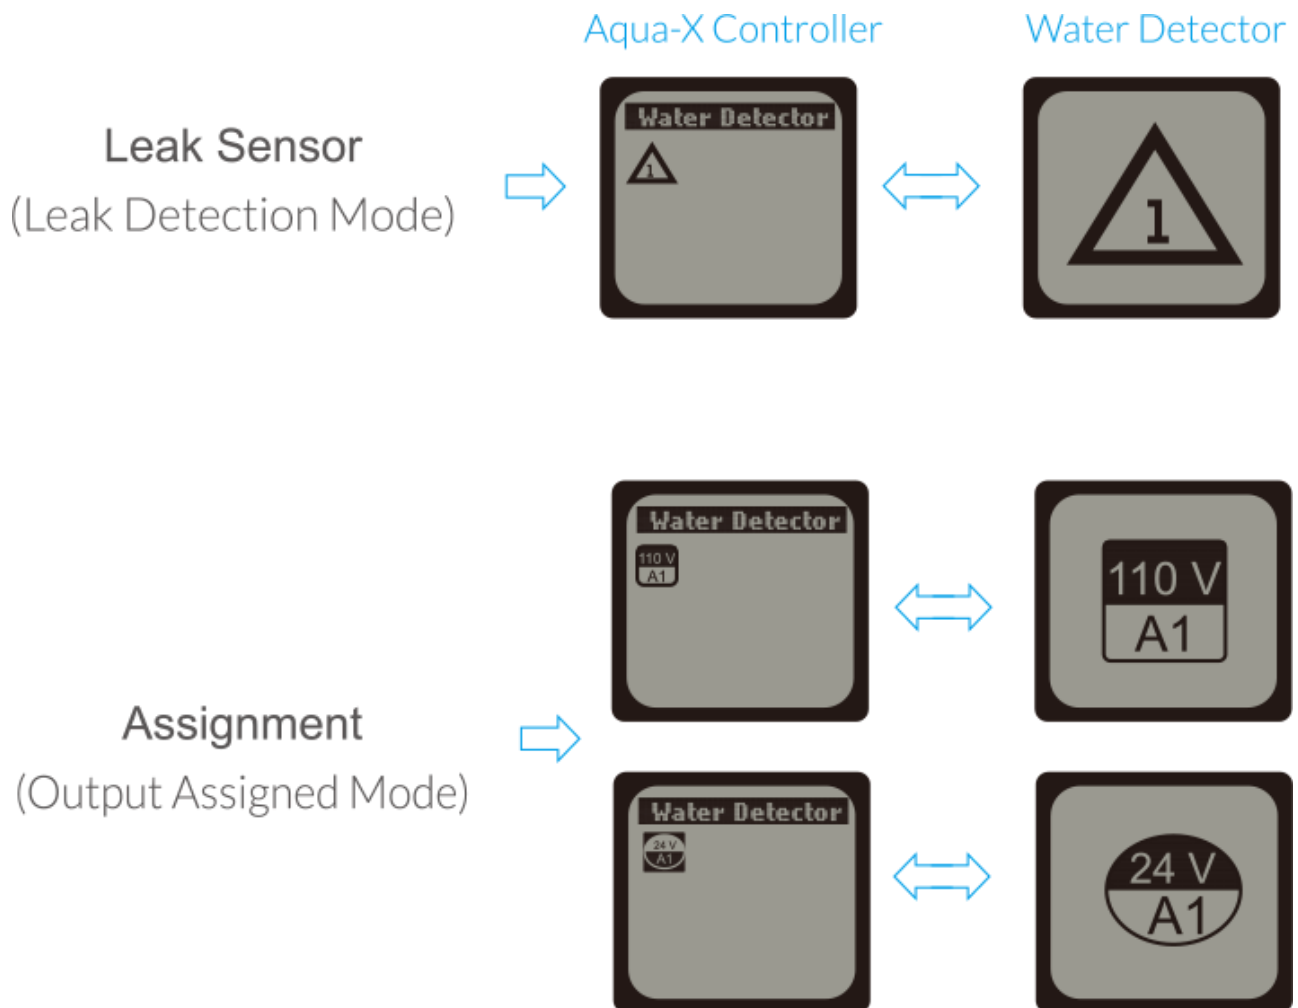 Aqua-X Controller
Water Detector
Leak Sensor
(Leak Detection Mode)
Water Detector
1
1
Assignment
(Output Assigned Mode)
Water Detector
110 V
A1
110 V
A1
Water Detector
24 V
A1
24 V
A1